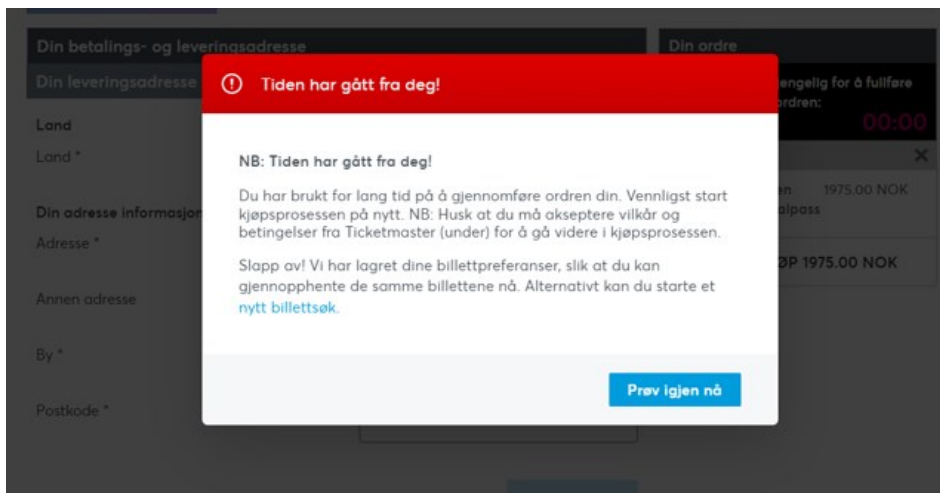 Din betalings- og leveringsadresse
Din ordre
Din leveringsadresse
Tiden har gått fra deg!
engelig for å fullføre
ordren:
00:00
Land
Land *
NB: Tiden har gått fra deg!
Du har brukt for lang tid på å gjennomføre ordren din. Vennligst start
kjøpsprosessen på nytt. NB: Husk at du må akseptere vilkår og
betingelser fra Ticketmaster (under) for å gå videre i kjøpsprosessen.
en 1975.00 NOK
alpass
Din adresse informasjon
Adresse *
Slapp av! Vi har lagret dine billettpreferanser, slik at du kan
gjennopphente de samme billettene nå. Alternativt kan du starte et
nytt billettsøk.
ØP 1975.00 NOK
Annen adresse
By *
Prøv igjen nå
Postkode *